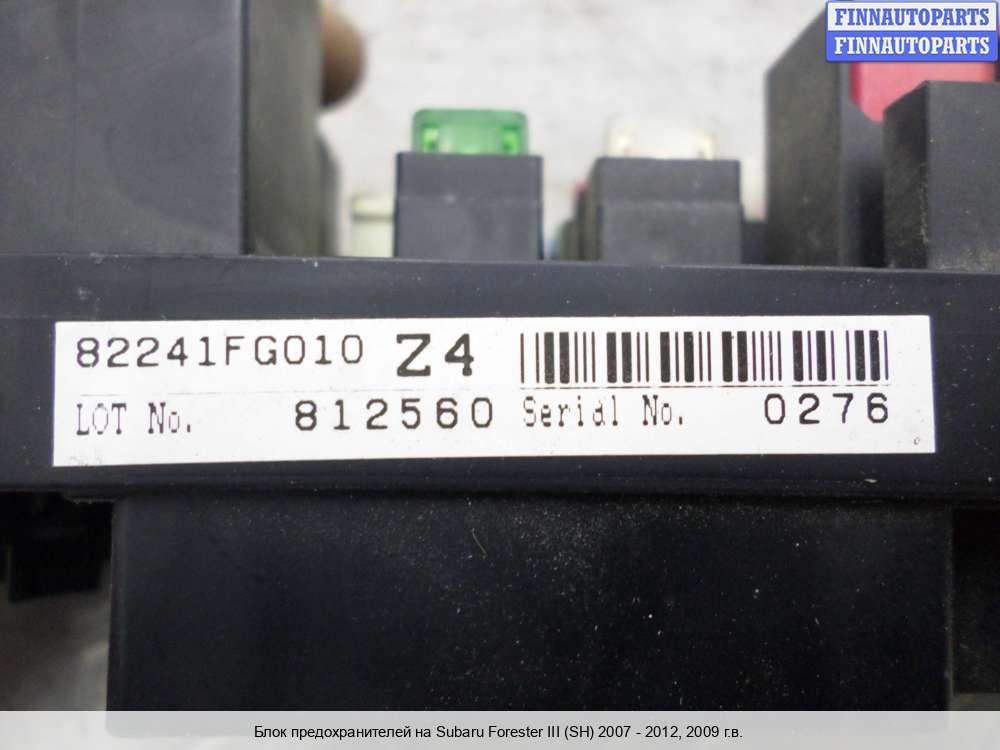 FINNAUTOPARTS
FINNAUTOPARTS
82241FG010 Z4
LOT No. 812560 Serial No. 0276
Блок предохранителей на Subaru Forester III (SH) 2007 - 2012, 2009 г.в.